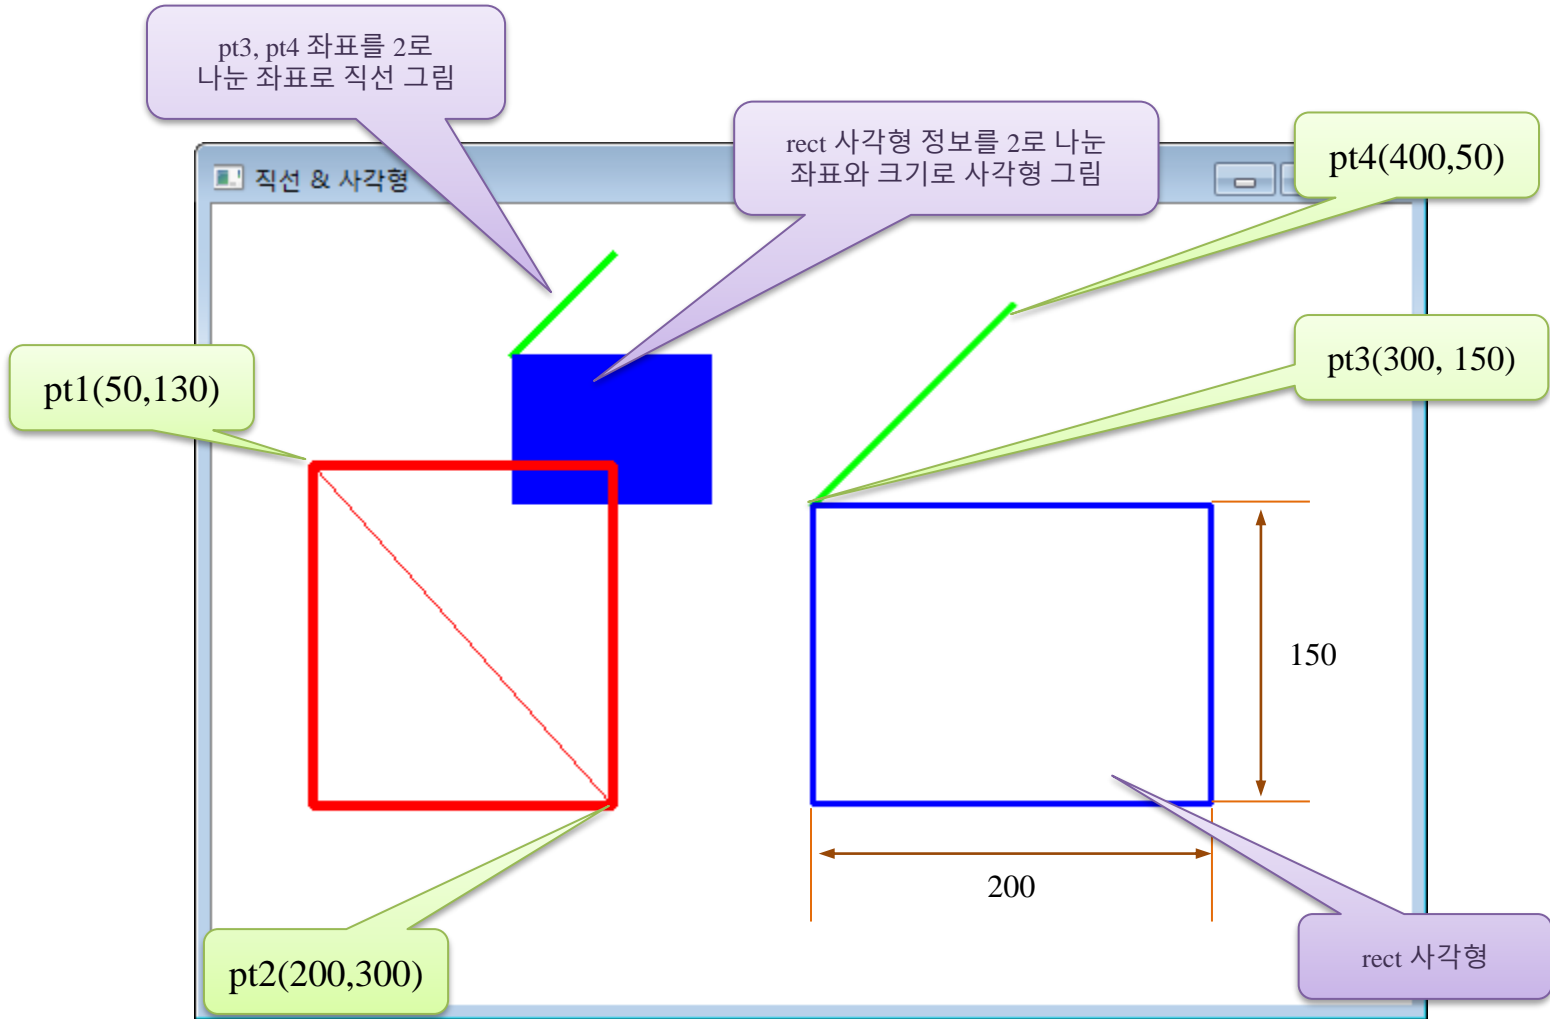 pt3, pt4 좌표를 2로
나눈 좌표로 직선 그림
rect 사각형 정보를 2로 나눈
좌표와 크기로 사각형 그림
pt4(400,50)
직선 & 사각형
pt3(300, 150)
pt1(50,130)
150
200
rect 사각형
pt2(200,300)